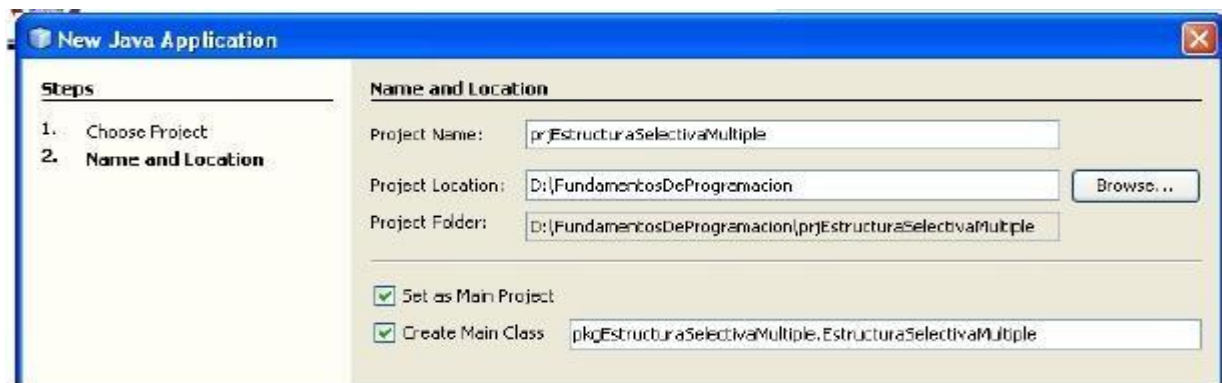 New Java Application
Steps
1. Choose Project
2. Name and Location
Name and Location
Project Name: prjEstructuraSelectivaMultiple
Project Location: D:\FundamentosDeProgramacion Browse...
Project Folder: D:\FundamentosDeProgramacion\prjEstructuraSelectivaMultiple
Set as Main Project
Create Main Class pkgEstructuraSelectivaMultiple.EstructuraSelectivaMultiple